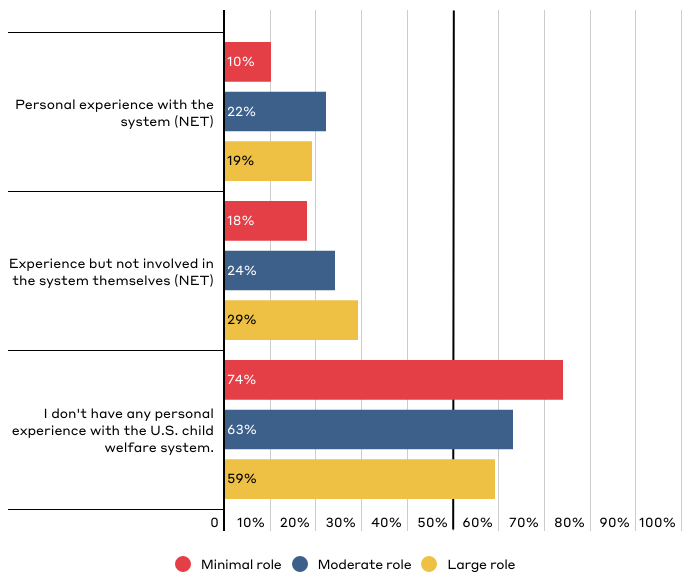 10%
Personal experience with the
system (NET)
22%
19%
18%
Experience but not involved in
the system themselves (NET)
24%
29%
74%
I don't have any personal
experience with the U.S. child
welfare system.
63%
59%
0 10% 20% 30% 40% 50% 60% 70% 80% 90% 100%
Minimal role Moderate role Large role